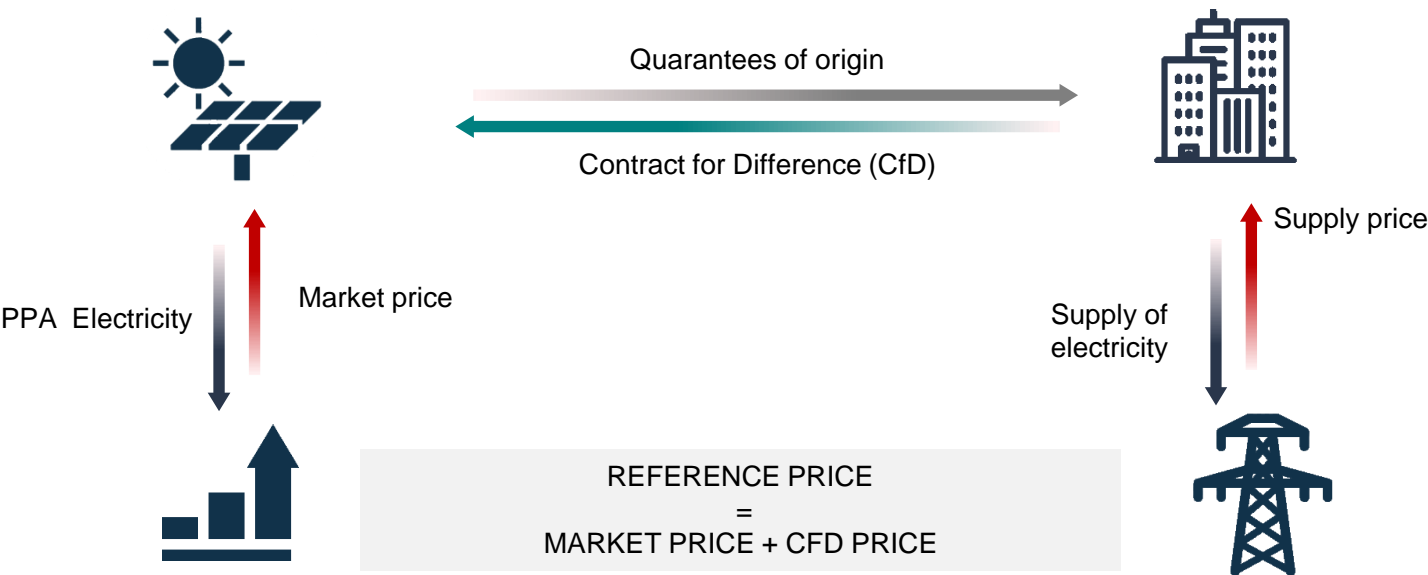 Quarantees of origin
Contract for Difference (CfD)
Supply price
Market price
PPA  Electricity
Supply of
electricity
REFERENCE PRICE
=
MARKET PRICE + CFD PRICE